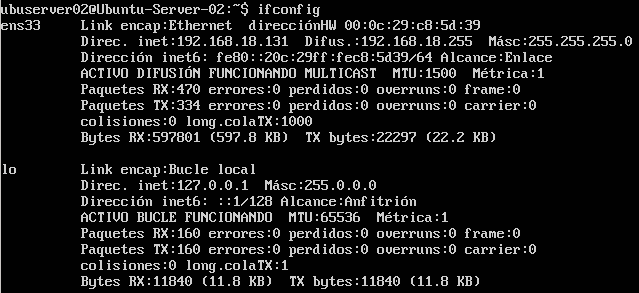 ubuserver02@Ubuntu-Server-02:~$ ifconfig
ens33 Link encap:Ethernet direcciónHW 00:0c:29:c8:5d:39
Direc. inet:192.168.18.131 Difus.:192.168.18.255 Másc:255.255.255.0
Dirección inet6: fe80::20c:29ff:fec8:5d39/64 Alcance:Enlace
ACTIVO DIFUSIÓN FUNCIONANDO MULTICAST MTU:1500 Métrica:1
Paquetes RX:470 errores:0 perdidos:0 overruns:0 frame:0
Paquetes TX:334 errores:0 perdidos:0 overruns:0 carrier:0
colisiones:0 long.colaTX:1000
Bytes RX:597801 (597.8 KB) TX bytes:22297 (22.2 KB)
lo Link encap:Bucle local
Direc. inet:127.0.0.1 Másc:255.0.0.0
Dirección inet6: ::1/128 Alcance:Anfitrión
ACTIVO BUCLE FUNCIONANDO MTU:65536 Métrica:1
Paquetes RX:160 errores:0 perdidos:0 overruns:0 frame:0
Paquetes TX:160 errores:0 perdidos:0 overruns:0 carrier:0
colisiones:0 long.colaTX:1
Bytes RX:11840 (11.8 KB) TX bytes:11840 (11.8 KB)